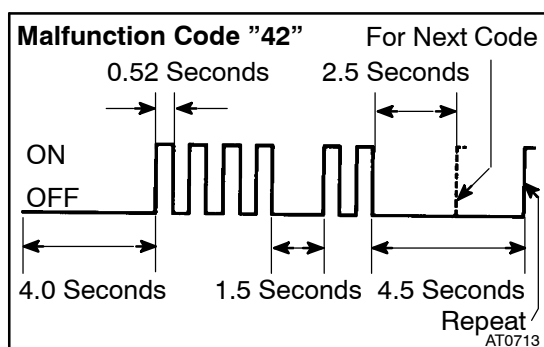 Malfunction Code ”42” For Next Code
0.52 Seconds 2.5 Seconds
ON
OFF
4.0 Seconds 1.5 Seconds 4.5 Seconds
Repeat
AT0713